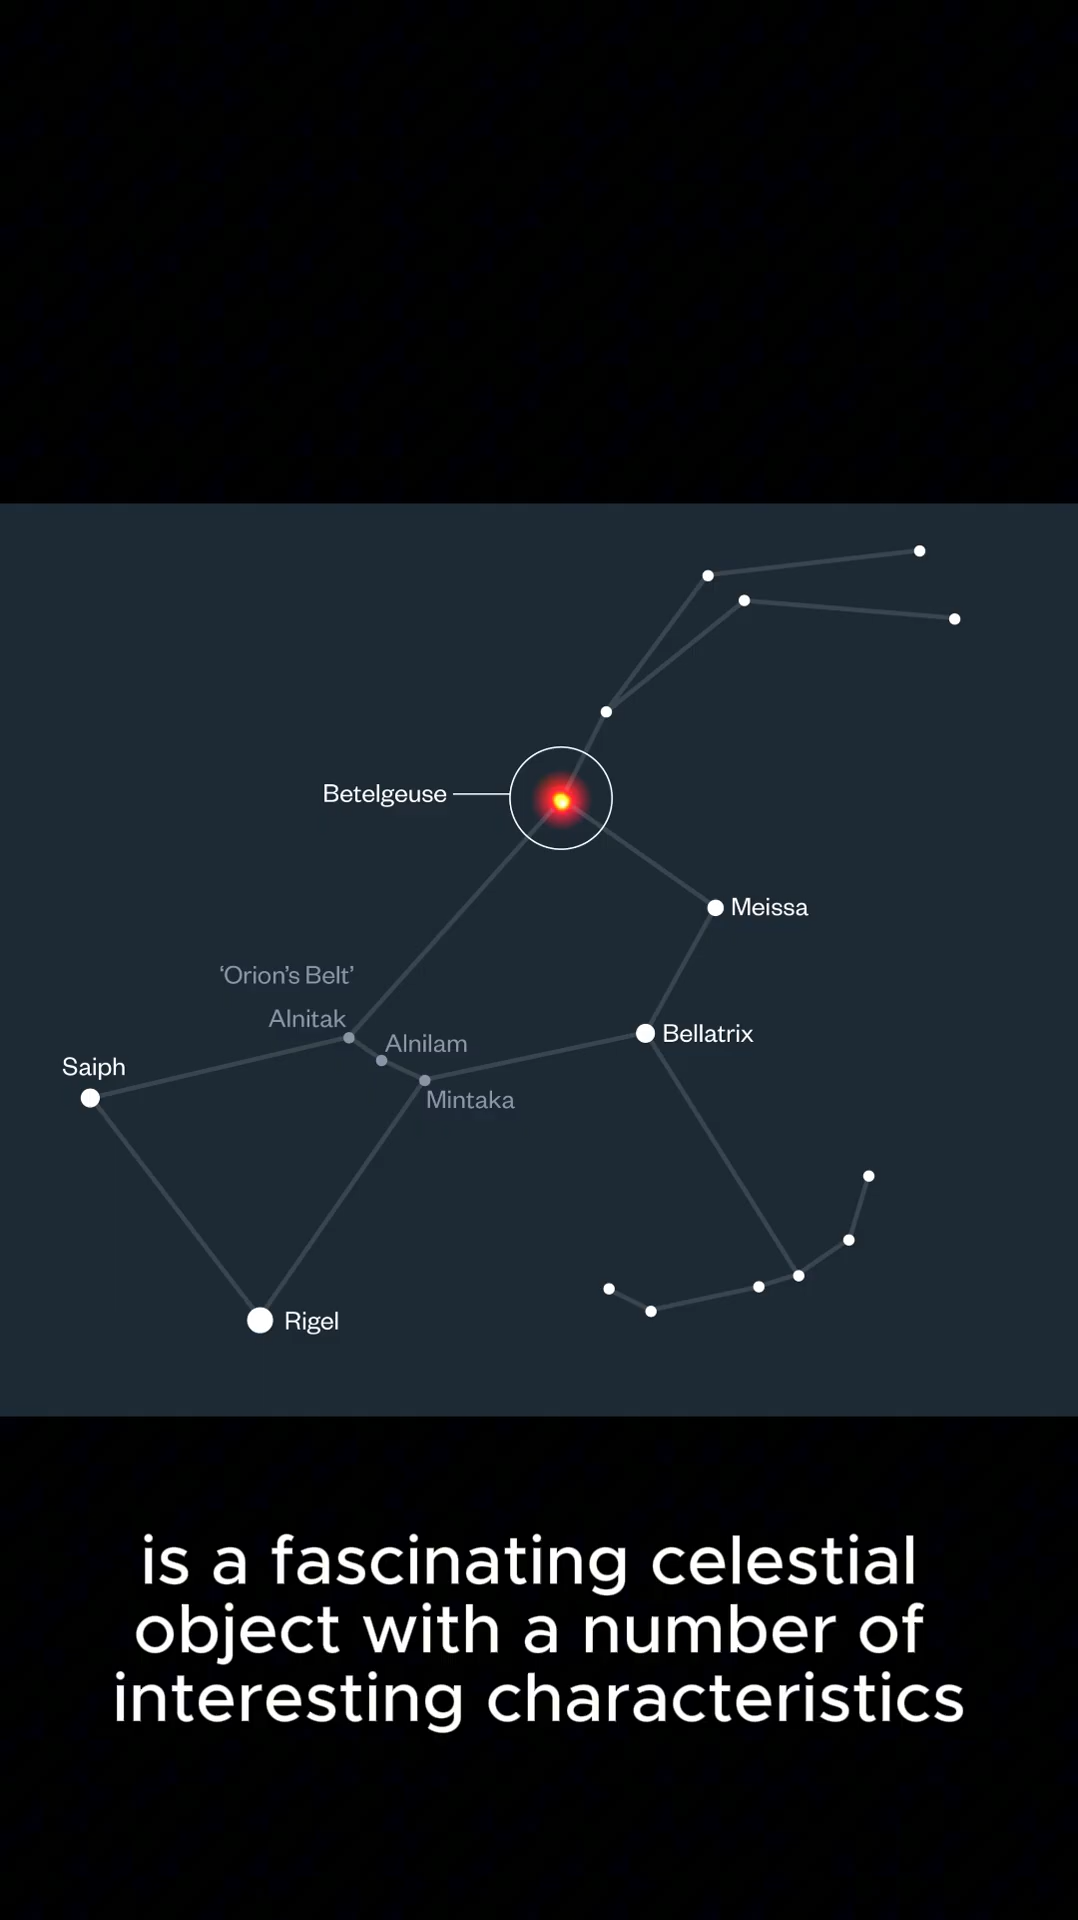 Betelgeuse
Meissa
‘Orion’s Belt’
Alnitak
Alnilam
Bellatrix
Saiph
Mintaka
Rigel
is a fascinating celestial
object with a number of
interesting characteristics